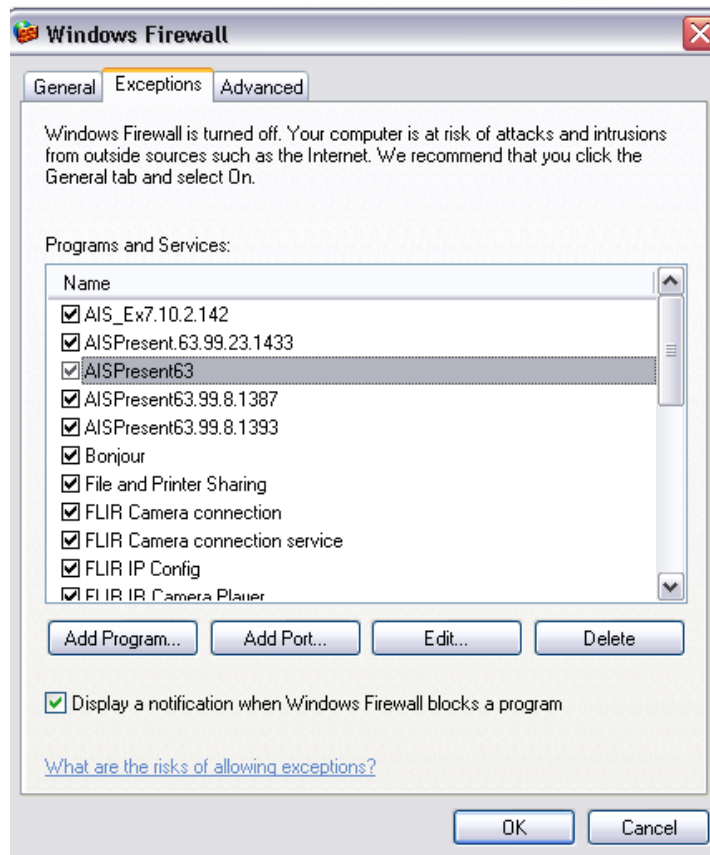 Windows Firewall
General Exceptions Advanced
Windows Firewall is turned off. Your computer is at risk of attacks and intrusions
from outside sources such as the Internet. We recommend that you click the
General tab and select On.
Programs and Services:
Name
AIS_Ex7.10.2.142
AISPresent.63.99.23.1433
AISPresent63
AISPresent63.99.8.1387
AISPresent63.99.8.1393
Bonjour
File and Printer Sharing
FLIR Camera connection
FLIR Camera connection service
FLIR IP Config
FLIR IR Camera Player
Add Program... Add Port... Edit... Delete
Display a notification when Windows Firewall blocks a program
What are the risks of allowing exceptions?
OK Cancel